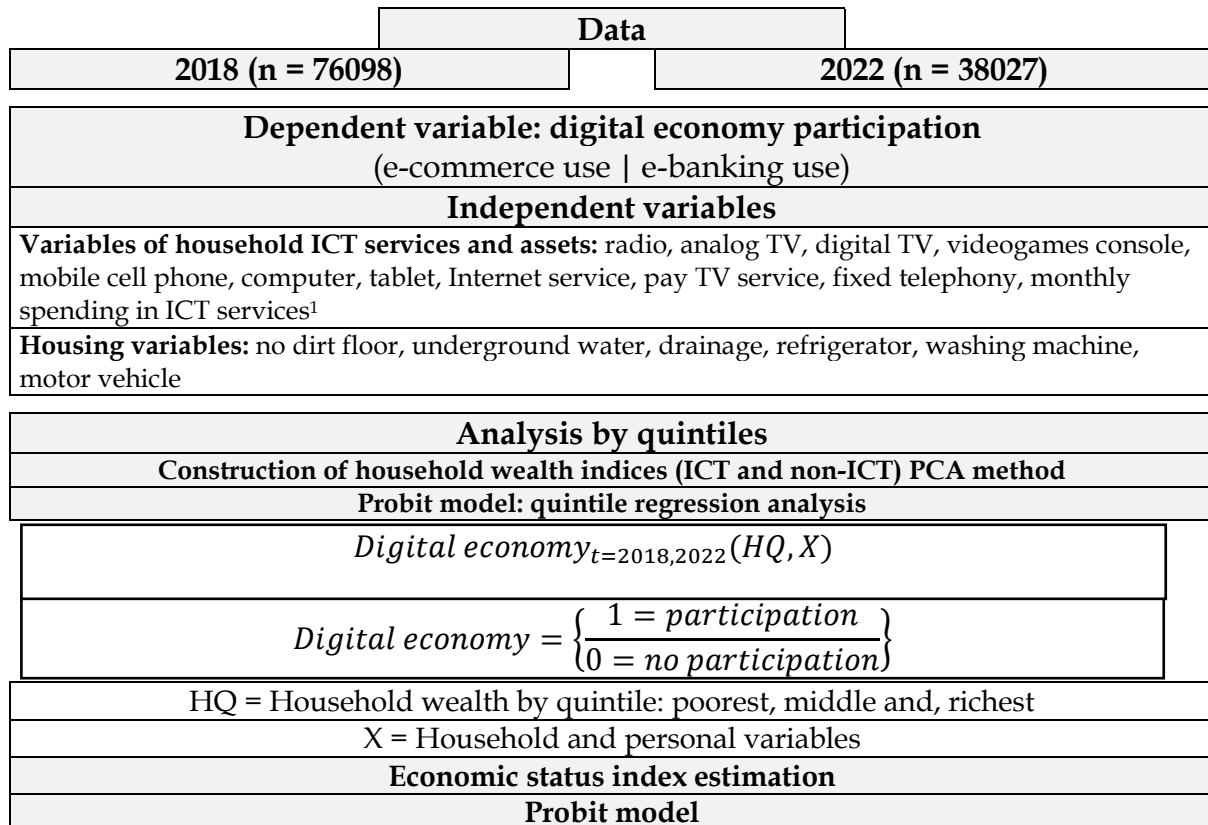 Data
2018 (n = 76098) 2022 (n = 38027)
Dependent variable: digital economy participation
(e-commerce use | e-banking use)
Independent variables
Variables of household ICT services and assets: radio, analog TV, digital TV, videogames console,
mobile cell phone, computer, tablet, Internet service, pay TV service, fixed telephony, monthly
spending in ICT services¹
Housing variables: no dirt floor, underground water, drainage, refrigerator, washing machine,
motor vehicle
Analysis by quintiles
Construction of household wealth indices (ICT and non-ICT) PCA method
Probit model: quintile regression analysis
Digital economy_{t=2018,2022}(HQ, X)
Digital economy = {1 = participation / 0 = no participation}
HQ = Household wealth by quintile: poorest, middle and, richest
X = Household and personal variables
Economic status index estimation
Probit model